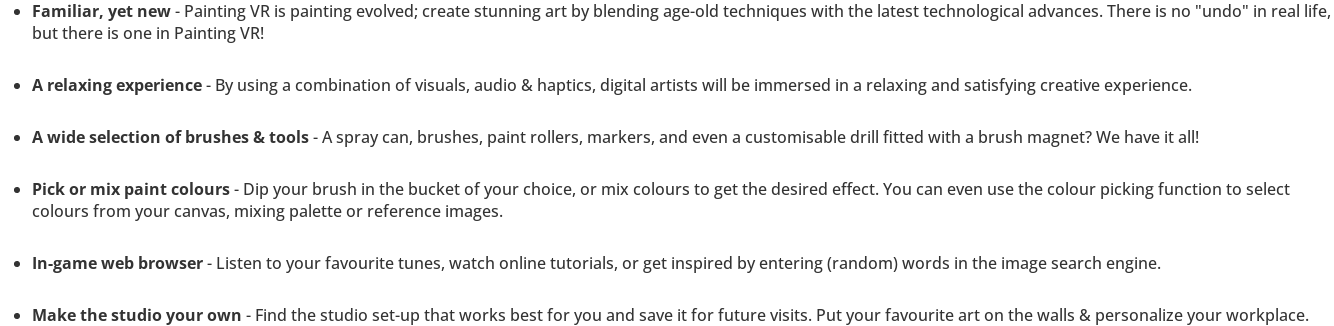 • Familiar, yet new - Painting VR is painting evolved; create stunning art by blending age-old techniques with the latest technological advances. There is no "undo" in real life,
but there is one in Painting VR!
• A relaxing experience - By using a combination of visuals, audio & haptics, digital artists will be immersed in a relaxing and satisfying creative experience.
• A wide selection of brushes & tools - A spray can, brushes, paint rollers, markers, and even a customisable drill fitted with a brush magnet? We have it all!
• Pick or mix paint colours - Dip your brush in the bucket of your choice, or mix colours to get the desired effect. You can even use the colour picking function to select
colours from your canvas, mixing palette or reference images.
• In-game web browser - Listen to your favourite tunes, watch online tutorials, or get inspired by entering (random) words in the image search engine.
• Make the studio your own - Find the studio set-up that works best for you and save it for future visits. Put your favourite art on the walls & personalize your workplace.